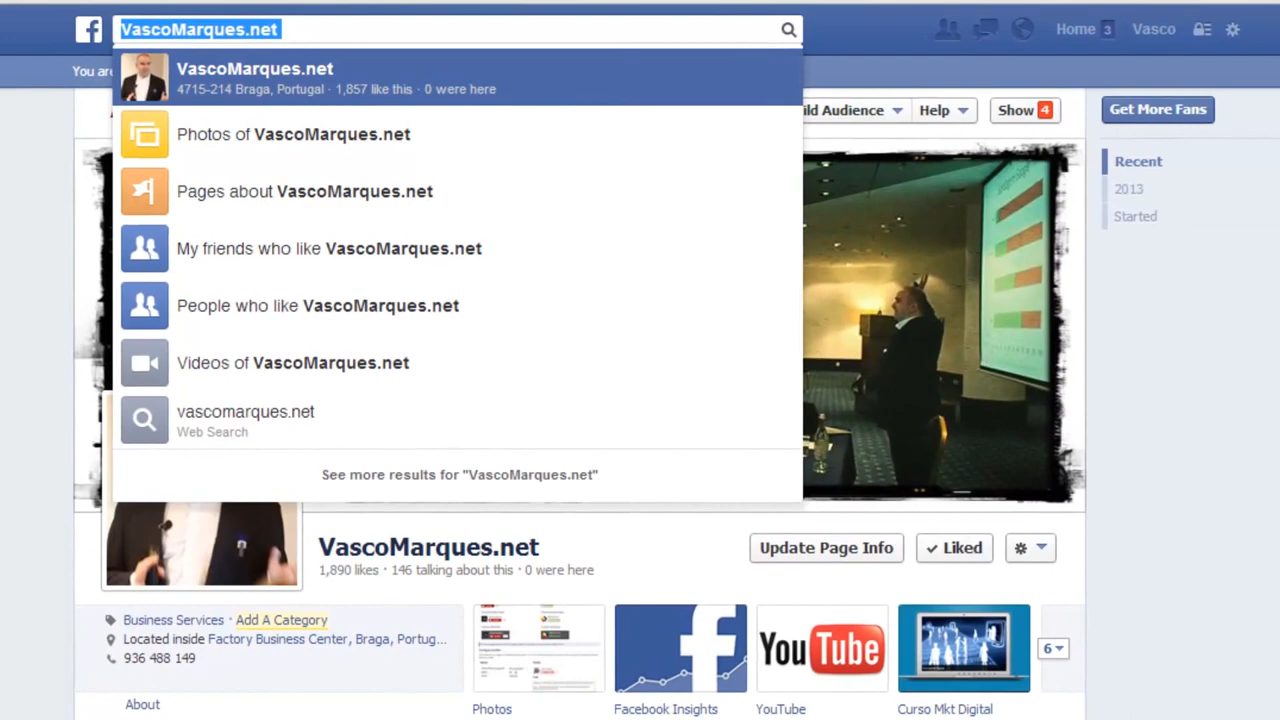 VascoMarques.net
Home 3
Vasco
VascoMarques.net
4715-214 Braga, Portugal · 1,857 like this · 0 were here
Photos of VascoMarques.net
Pages about VascoMarques.net
My friends who like VascoMarques.net
People who like VascoMarques.net
Videos of VascoMarques.net
vascomarques.net
Web Search
See more results for "VascoMarques.net"
You are
ild Audience
Help
Show 4
Get More Fans
Recent
2013
Started
VascoMarques.net
1,890 likes · 146 talking about this · 0 were here
Update Page Info
Liked
Business Services · Add A Category
Located inside Factory Business Center, Braga, Portug...
936 488 149
About
YouTube
6
Photos
Facebook Insights
YouTube
Curso Mkt Digital